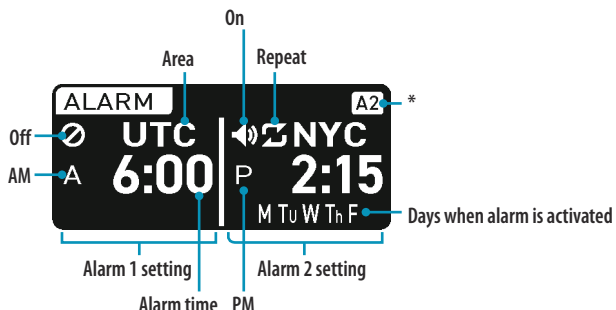 On
Area
Repeat
ALARM
A2
*
Off
UTC
NYC
AM
A
6:00
P
2:15
M Tu W Th F
Days when alarm is activated
Alarm 1 setting
Alarm 2 setting
Alarm time
PM